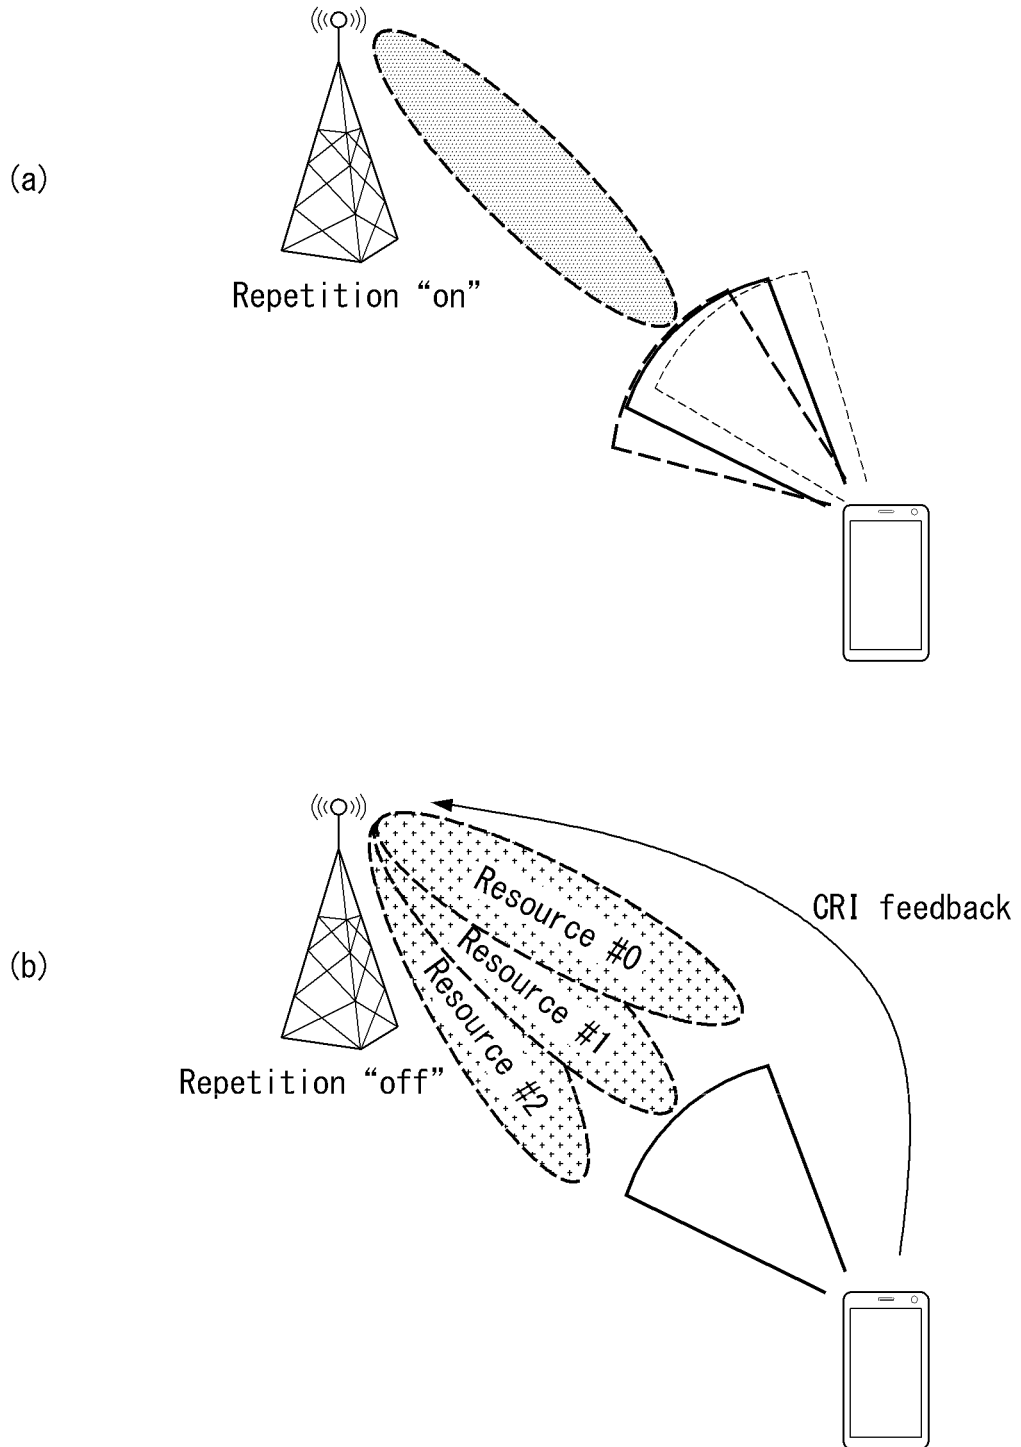 (a)
Repetition “on”
(b)
Resource #0
Resource #1
Resource #2
CRI feedback
Repetition “off”